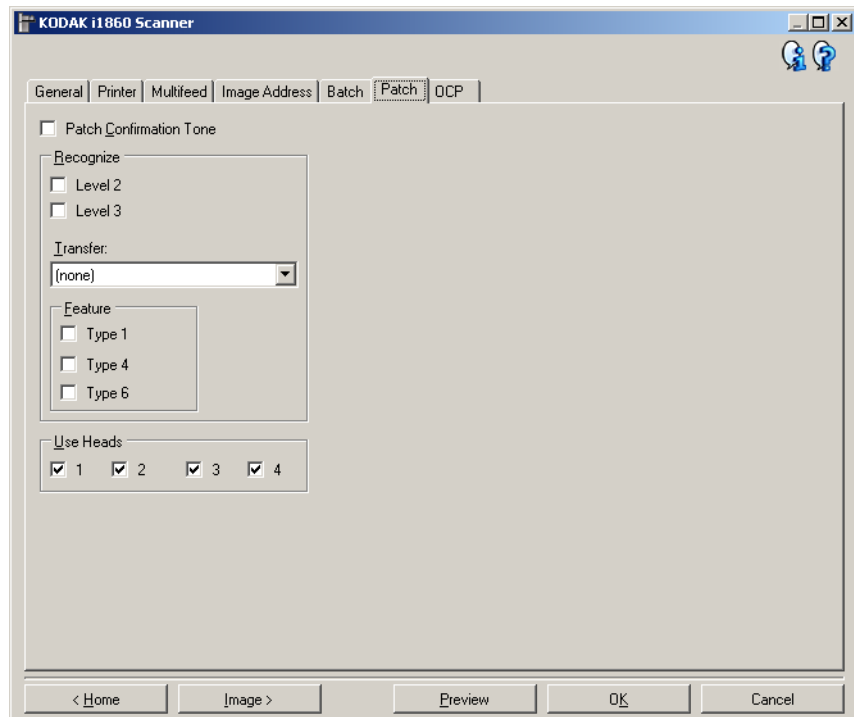 KODAK i1860 Scanner
General Printer Multifeed Image Address Batch Patch OCP
Patch Confirmation Tone
Recognize
Level 2
Level 3
Transfer:
(none)
Feature
Type 1
Type 4
Type 6
Use Heads
1 2 3 4
< Home Image > Preview OK Cancel